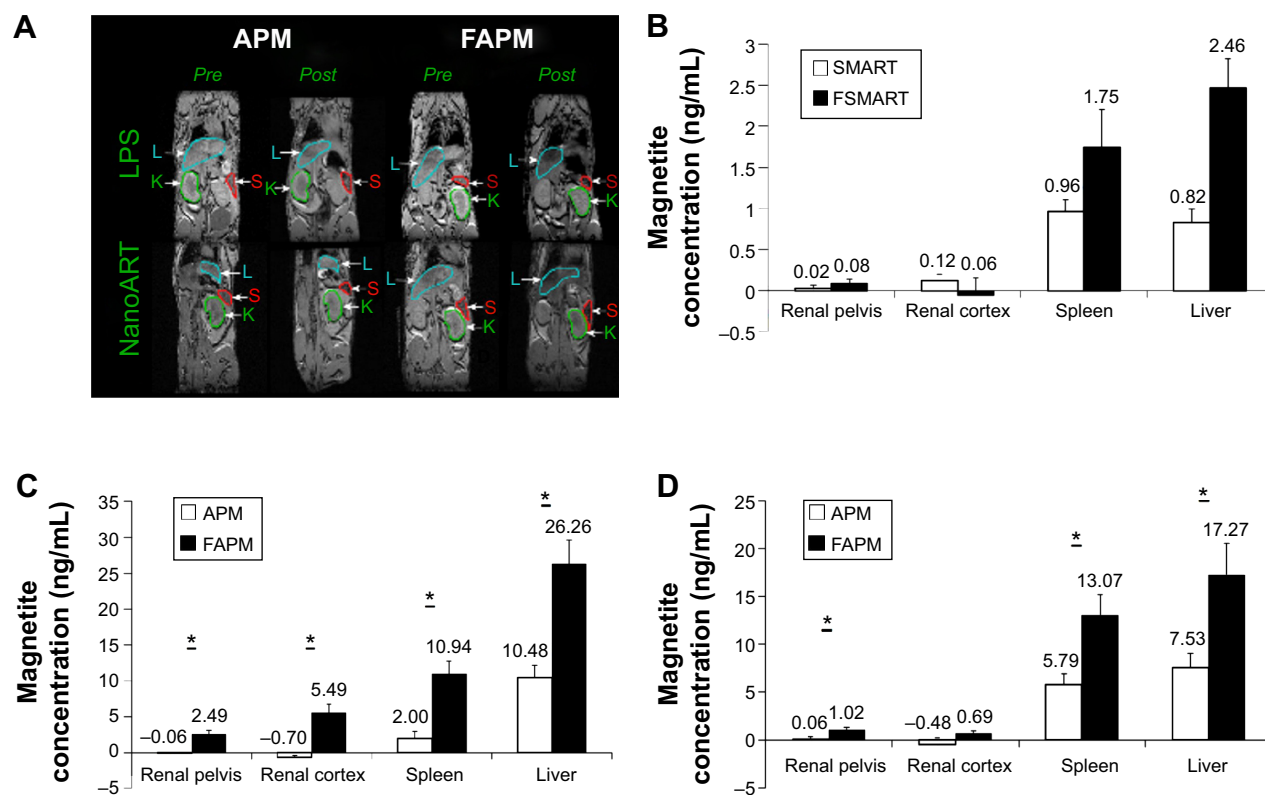 A
APM FAPM
Pre Post Pre Post
LPS
L L L L
K K S S
S S K K
NanoART
L L L L
S S S S
K K K K
B
Magnetite
concentration (ng/mL)
3
2.5
2
1.5
1
0.5
0
–0.5
SMART
FSMART
0.02 0.08 0.12 0.06 0.96 1.75 0.82 2.46
Renal pelvis Renal cortex Spleen Liver
C
Magnetite
concentration (ng/mL)
35
30
25
20
15
10
5
0
–5
APM
FAPM
* * * *
–0.06 2.49 –0.70 5.49 2.00 10.94 10.48 26.26
Renal pelvis Renal cortex Spleen Liver
D
Magnetite
concentration (ng/mL)
25
20
15
10
5
0
–5
APM
FAPM
* * *
0.06 1.02 –0.48 0.69 5.79 13.07 7.53 17.27
Renal pelvis Renal cortex Spleen Liver